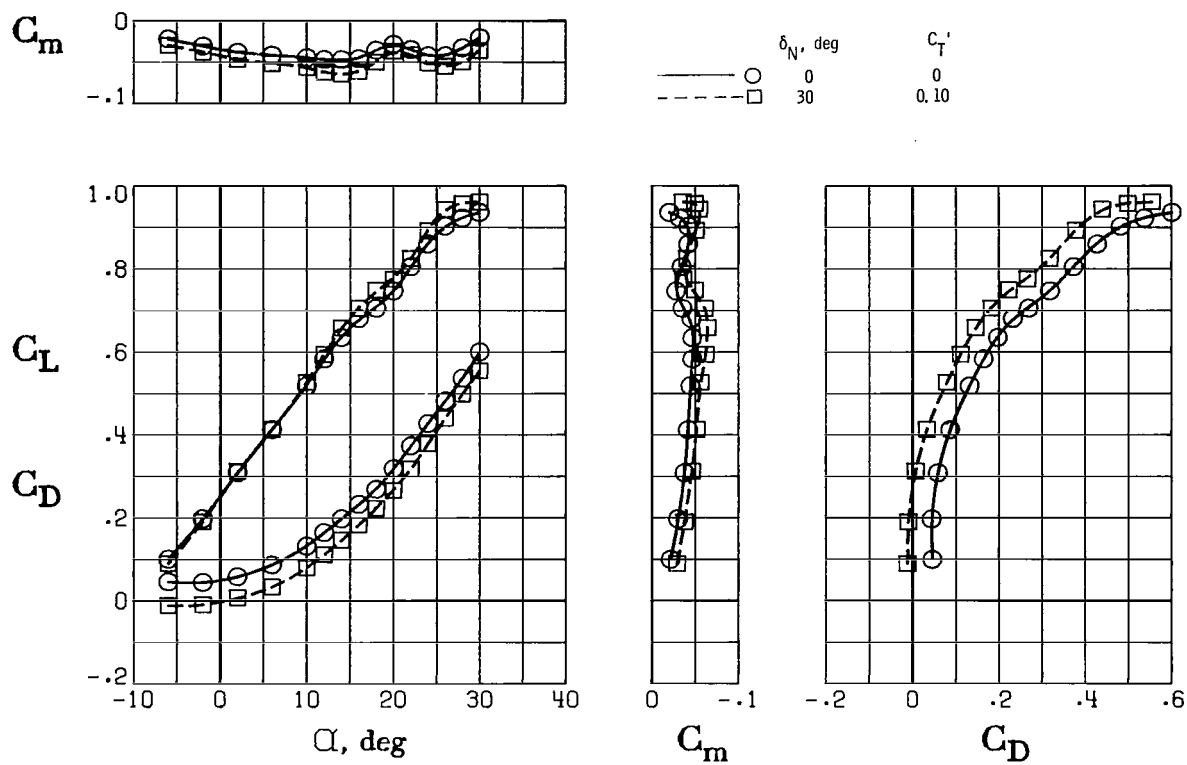 C_m
0
-.1
δ_N, deg C_T'
0 0
30 0.10
1.0
.8
C_L
.6
.4
C_D
.2
0
-.2
-10 0 10 20 30 40
α, deg
0 -.1
C_m
-.2 0 .2 .4 .6
C_D